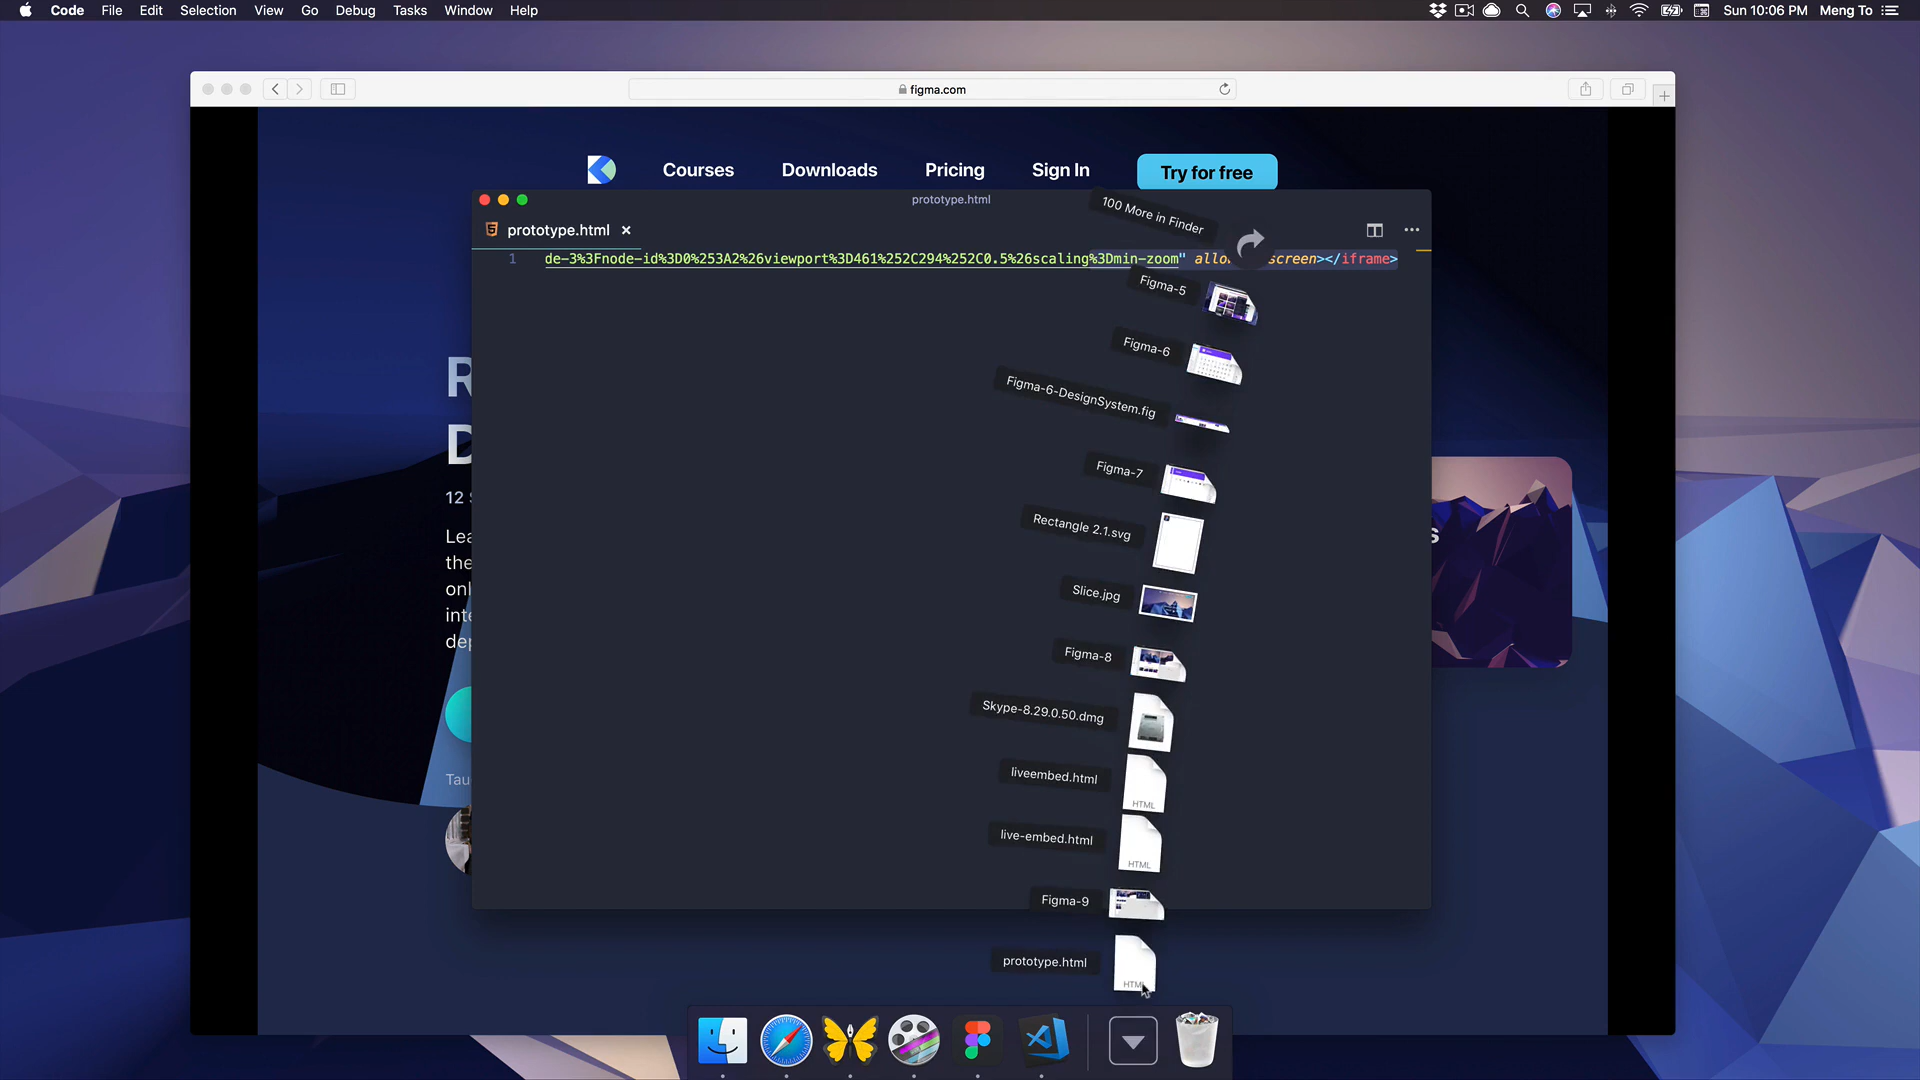 Code File Edit Selection View Go Debug Tasks Window Help
Sun 10:06 PM Meng To
figma.com
Courses Downloads Pricing Sign In Try for free
prototype.html
prototype.html
1 de-3%3Fnode-id%3D0%253A2%26viewport%3D461%252C294%252C0.5%26scaling%3Dmin-zoom" allo screen></iframe>
100 More in Finder
Figma-5
Figma-6
Figma-6-DesignSystem.fig
Figma-7
Rectangle 2.1.svg
Slice.jpg
Figma-8
Skype-8.29.0.50.dmg
liveembed.html
HTML
live-embed.html
HTML
Figma-9
prototype.html
HTML
R
D
12
Lea
the
onl
inte
dep
Tau
s